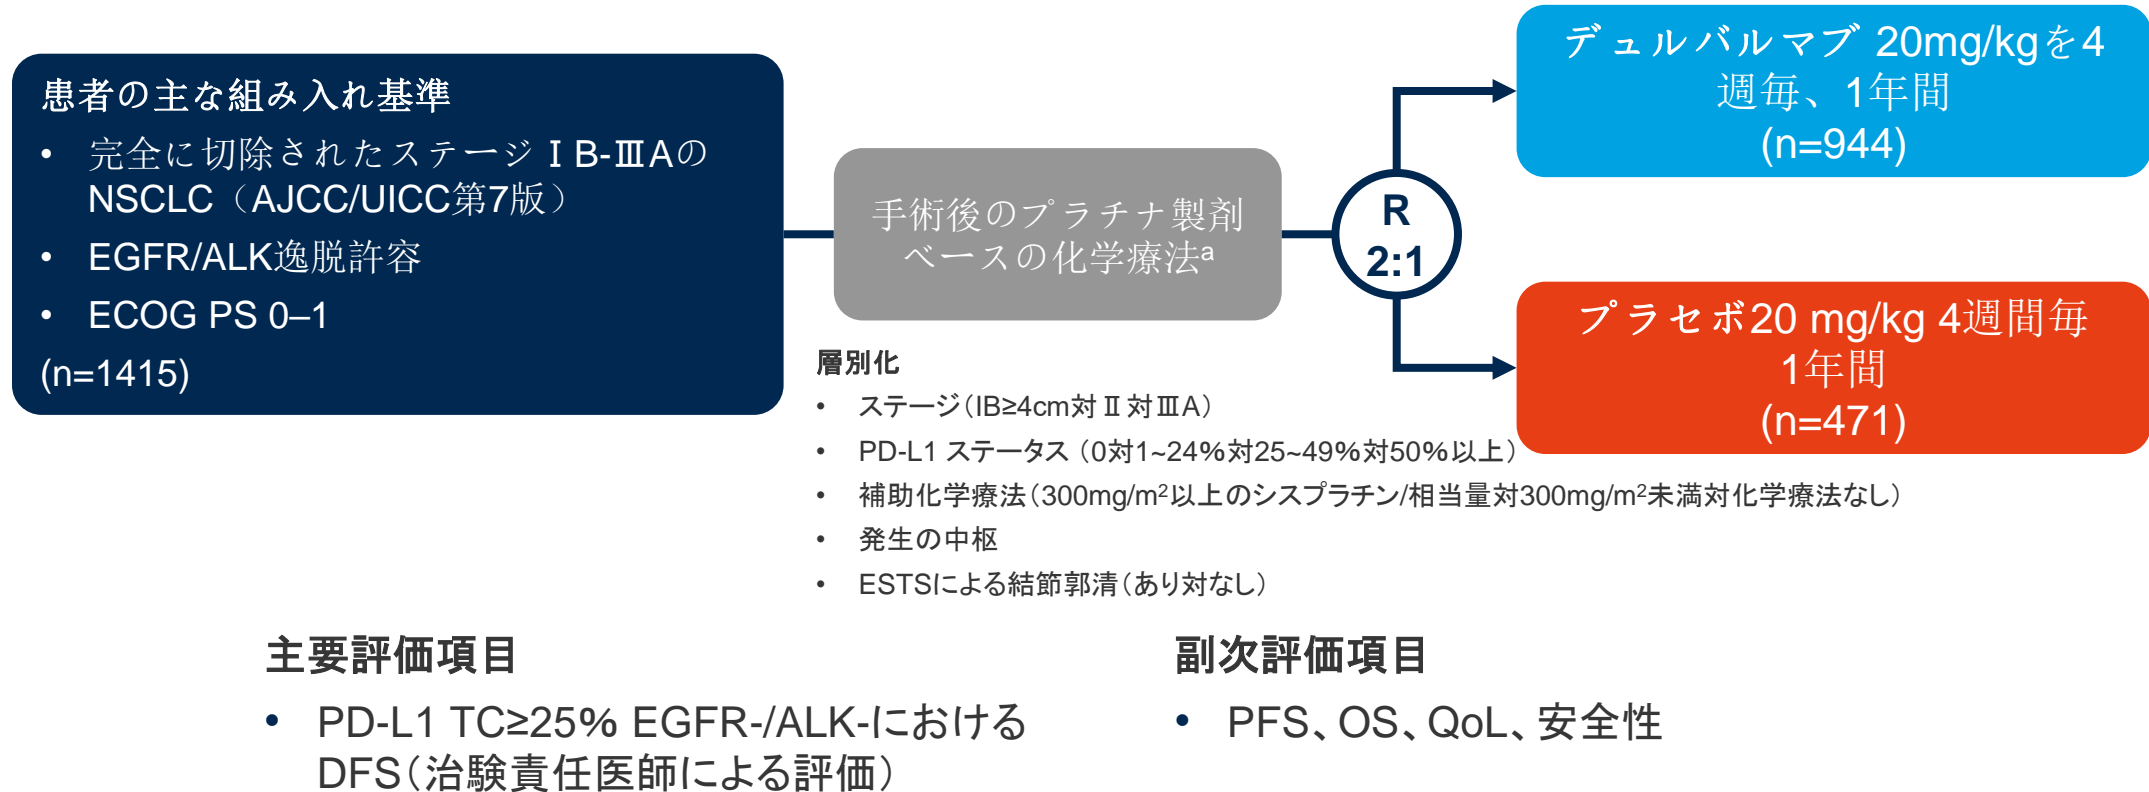 患者の主な組み入れ基準
• 完全に切除されたステージ ⅠB-ⅢAの
NSCLC（AJCC/UICC第7版）
• EGFR/ALK逸脱許容
• ECOG PS 0–1
(n=1415)
手術後のプラチナ製剤
ベースの化学療法a
R
2:1
デュルバルマブ 20mg/kgを4
週毎、1年間
(n=944)
プラセボ20 mg/kg 4週間毎
1年間
(n=471)
層別化
• ステージ（IB≥4cm対Ⅱ対ⅢA）
• PD-L1 ステータス （0対1~24%対25~49%対50%以上）
• 補助化学療法（300mg/m²以上のシスプラチン/相当量対300mg/m²未満対化学療法なし）
• 発生の中枢
• ESTSによる結節郭清（あり対なし）
主要評価項目
• PD-L1 TC≥25% EGFR-/ALK-における
DFS（治験責任医師による評価）
副次評価項目
• PFS、OS、QoL、安全性